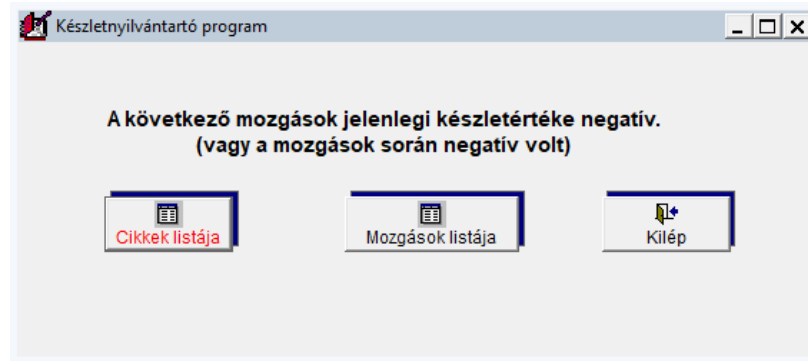 Készletnyilvántartó program
A következő mozgások jelenlegi készletértéke negatív.
(vagy a mozgások során negatív volt)
Cikkek listája
Mozgások listája
Kilép